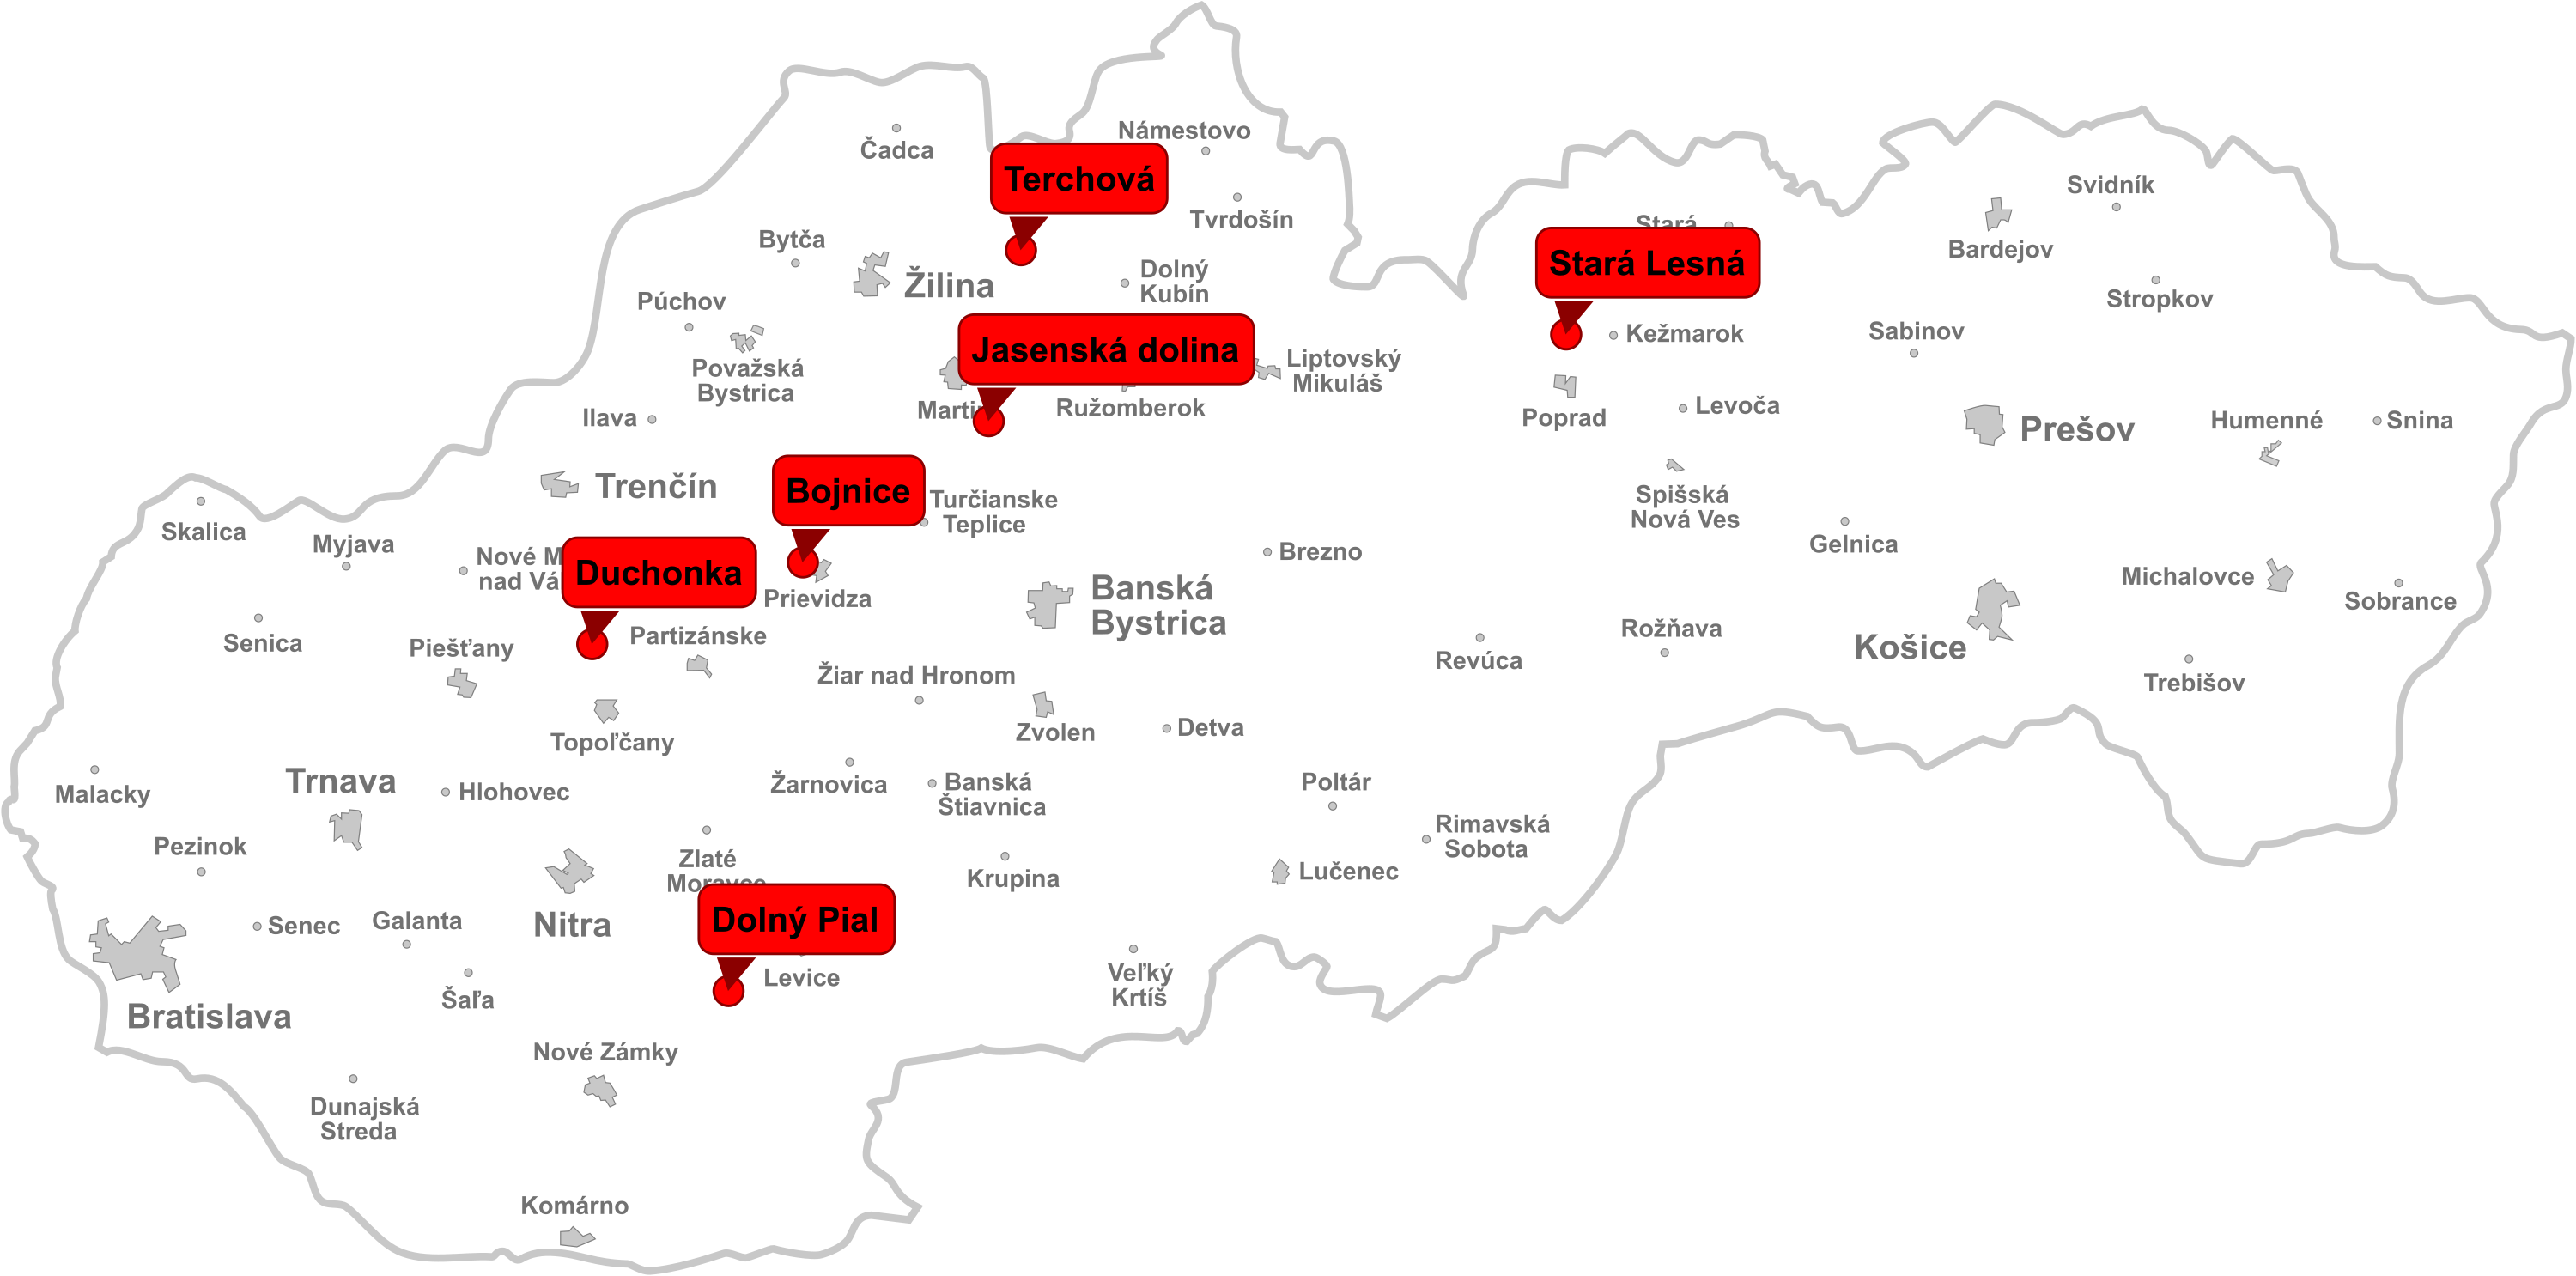 Námestovo
Čadca
Terchová
Svidník
Tvrdošín
Stará
Bytča
Bardejov
Stará Lesná
Dolný
Kubín
Žilina
Púchov
Stropkov
Sabinov
Kežmarok
Jasenská dolina
Liptovský
Mikuláš
Považská
Bystrica
Martin
Ružomberok
Ilava
Poprad
Levoča
Prešov
Humenné
Snina
Trenčín
Bojnice
Turčianske
Teplice
Spišská
Nová Ves
Skalica
Myjava
Nové M
nad Vá
Duchonka
Brezno
Gelnica
Michalovce
Sobrance
Prievidza
Banská
Bystrica
Senica
Piešťany
Partizánske
Rožňava
Košice
Revúca
Žiar nad Hronom
Trebišov
Topoľčany
Zvolen
Detva
Malacky
Trnava
Hlohovec
Žarnovica
Banská
Štiavnica
Poltár
Pezinok
Zlaté
Moravce
Krupina
Lučenec
Rimavská
Sobota
Senec
Galanta
Nitra
Dolný Pial
Levice
Veľký
Krtíš
Šaľa
Bratislava
Nové Zámky
Dunajská
Streda
Komárno